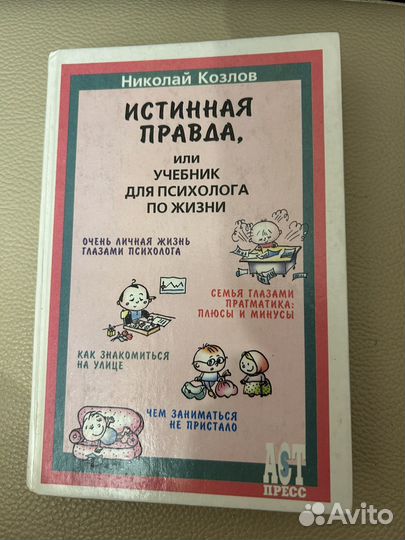 Николай Козлов
ИСТИННАЯ
ПРАВДА,
ИЛИ
УЧЕБНИК
ДЛЯ ПСИХОЛОГА
ПО ЖИЗНИ
ОЧЕНЬ ЛИЧНАЯ ЖИЗНЬ
ГЛАЗАМИ ПСИХОЛОГА
СЕМЬЯ ГЛАЗАМИ
ПРАГМАТИКА:
ПЛЮСЫ И МИНУСЫ
КАК ЗНАКОМИТЬСЯ
НА УЛИЦЕ
ЧЕМ ЗАНИМАТЬСЯ
НЕ ПРИСТАЛО
АСТ
ПРЕСС
Avito